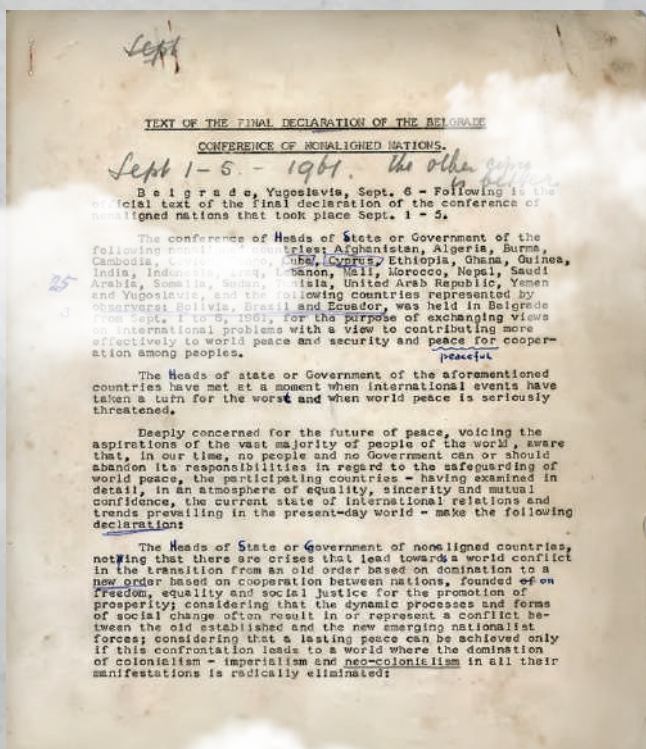 Sept
TEXT OF THE FINAL DECLARATION OF THE BELGRADE
CONFERENCE OF NONALIGNED NATIONS.
Sept 1-5. - 1961. the other copy is better
B e l g r a d e, Yugoslavia, Sept. 6 - Following is the
official text of the final declaration of the conference of
nonaligned nations that took place Sept. 1 - 5.
The conference of Heads of State or Government of the
following countries: Afghanistan, Algeria, Burma,
Cambodia, Cuba, Cyprus, Ethiopia, Ghana, Guinea,
India, Indonesia, Iraq, Lebanon, Mali, Morocco, Nepal, Saudi
Arabia, Somalia, Sudan, Tunisia, United Arab Republic, Yemen
25
and Yugoslavia, and the following countries represented by
observers: Bolivia, Brazil and Ecuador, was held in Belgrade
from Sept. 1 to 6, 1961, for the purpose of exchanging views
on international problems with a view to contributing more
effectively to world peace and security and peace for cooper-
peaceful
ation among peoples.
The Heads of state or Government of the aforementioned
countries have met at a moment when international events have
taken a turn for the worst and when world peace is seriously
threatened.
Deeply concerned for the future of peace, voicing the
aspirations of the vast majority of people of the world, aware
that, in our time, no people and no Government can or should
abandon its responsibilities in regard to the safeguarding of
world peace, the participating countries - having examined in
detail, in an atmosphere of equality, sincerity and mutual
confidence, the current state of international relations and
trends prevailing in the present-day world - make the following
declaration:
The Heads of State or Government of nonaligned countries,
noting that there are crises that lead towards a world conflict
in the transition from an old order based on domination to a
new order based on cooperation between nations, founded on
freedom, equality and social justice for the promotion of
prosperity; considering that the dynamic processes and forms
of social change often result in or represent a conflict be-
tween the old established and the new emerging nationalist
forces; considering that a lasting peace can be achieved only
if this confrontation leads to a world where the domination
of colonialism - imperialism and neo-colonialism in all their
manifestations is radically eliminated: